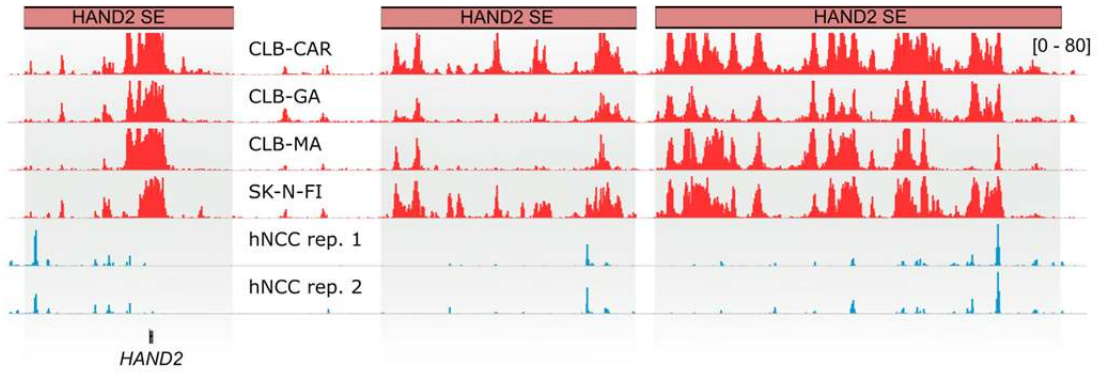 HAND2 SE HAND2 SE HAND2 SE
CLB-CAR [0 - 80]
CLB-GA
CLB-MA
SK-N-FI
hNCC rep. 1
hNCC rep. 2
HAND2